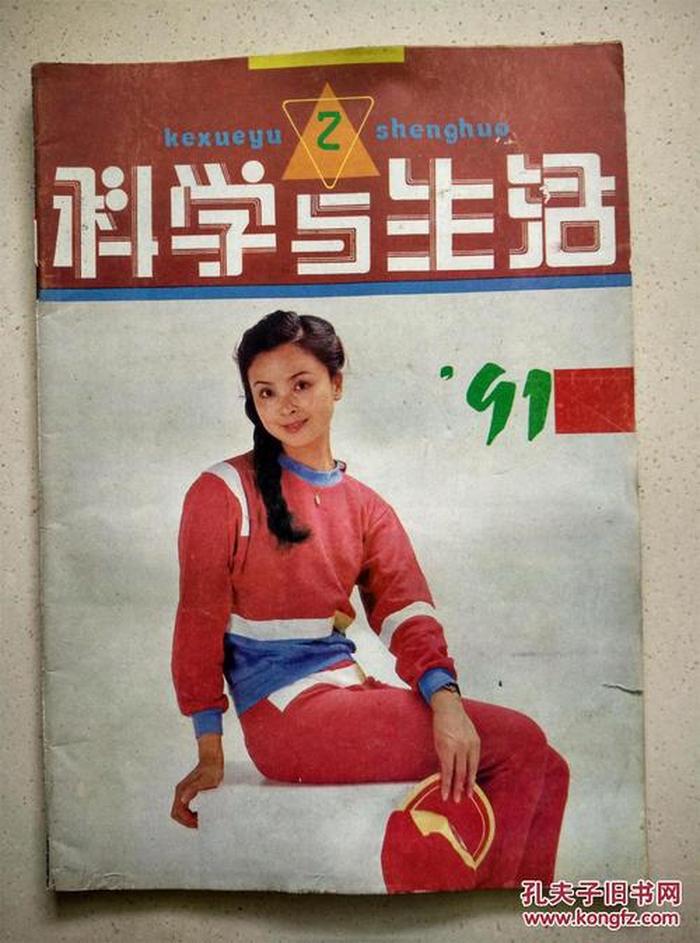 kexueyu 2 shenghuo
科学与生活
'91
孔夫子旧书网
www.kongfz.com